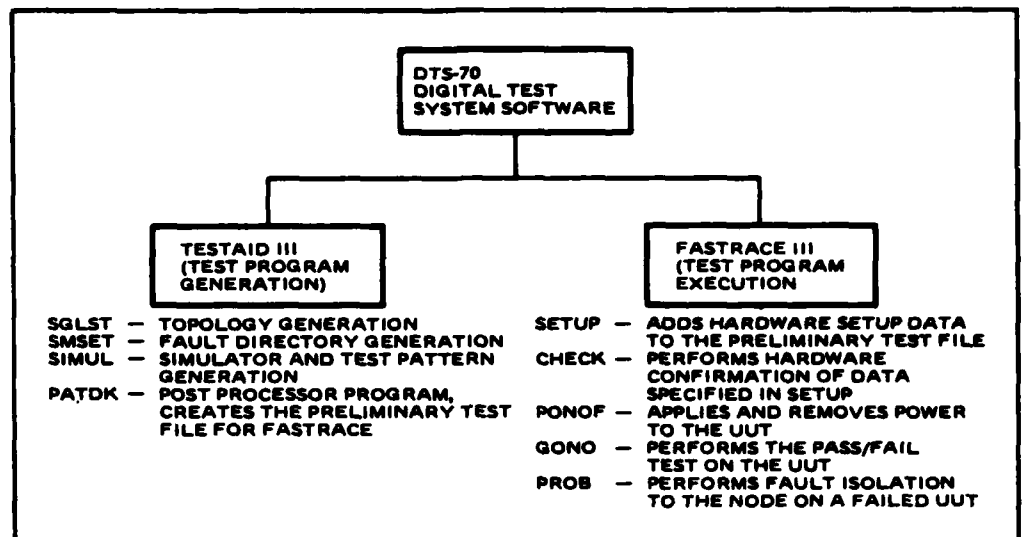 DTS-70
DIGITAL TEST
SYSTEM SOFTWARE
TESTAID III
(TEST PROGRAM
GENERATION)
SGLST — TOPOLOGY GENERATION
SMSET — FAULT DIRECTORY GENERATION
SIMUL — SIMULATOR AND TEST PATTERN
GENERATION
PATDK — POST PROCESSOR PROGRAM,
CREATES THE PRELIMINARY TEST
FILE FOR FASTRACE
FASTRACE III
(TEST PROGRAM
EXECUTION
SETUP — ADDS HARDWARE SETUP DATA
TO THE PRELIMINARY TEST FILE
CHECK — PERFORMS HARDWARE
CONFIRMATION OF DATA
SPECIFIED IN SETUP
PONOF — APPLIES AND REMOVES POWER
TO THE UUT
GONO — PERFORMS THE PASS/FAIL
TEST ON THE UUT
PROB — PERFORMS FAULT ISOLATION
TO THE NODE ON A FAILED UUT